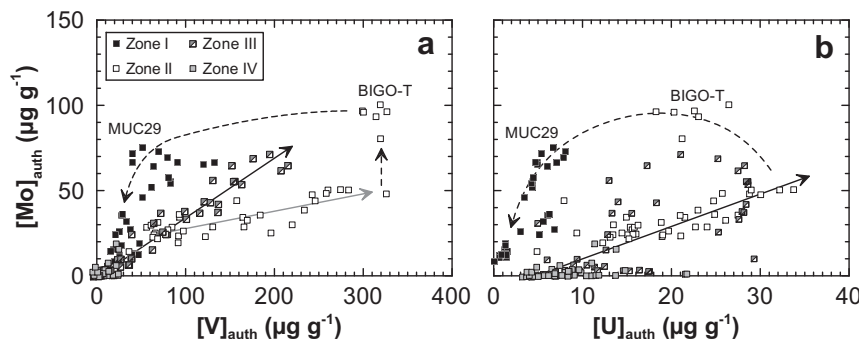 150
100
50
0
[Mo]auth (µg g-1)
Zone I
Zone III
Zone II
Zone IV
a
MUC29
BIGO-T
0
100
200
300
400
[V]auth (µg g-1)
b
MUC29
BIGO-T
0
10
20
30
40
[U]auth (µg g-1)